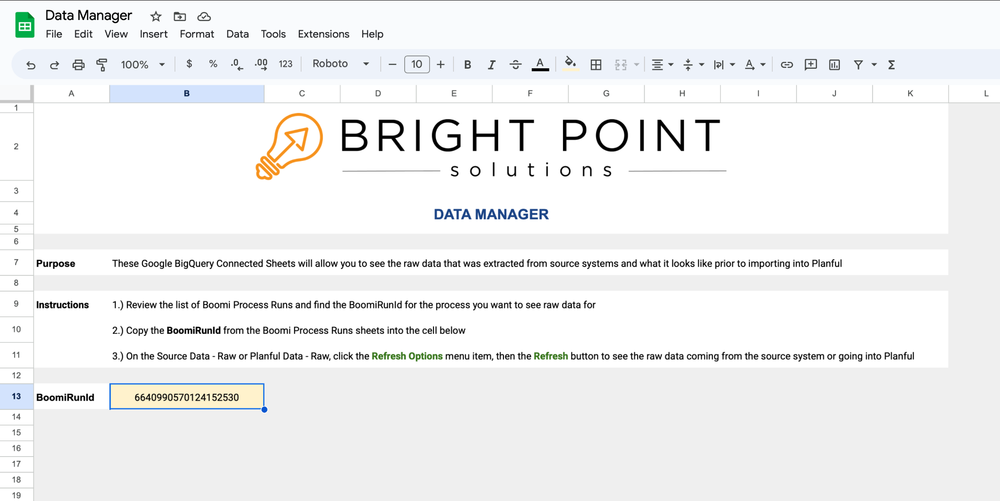 Data Manager
File Edit View Insert Format Data Tools Extensions Help
100% $ % .0 .00 123 Roboto 10 B I S A A Σ
A B C D E F G H I J K L
1
2
BRIGHT POINT
solutions
3
4 DATA MANAGER
5
6
7 Purpose These Google BigQuery Connected Sheets will allow you to see the raw data that was extracted from source systems and what it looks like prior to importing into Planful
8
9 Instructions 1.) Review the list of Boomi Process Runs and find the BoomiRunId for the process you want to see raw data for
10 2.) Copy the BoomiRunId from the Boomi Process Runs sheets into the cell below
11 3.) On the Source Data - Raw or Planful Data - Raw, click the Refresh Options menu item, then the Refresh button to see the raw data coming from the source system or going into Planful
12
13 BoomiRunId 6640990570124152530
14
15
16
17
18
19